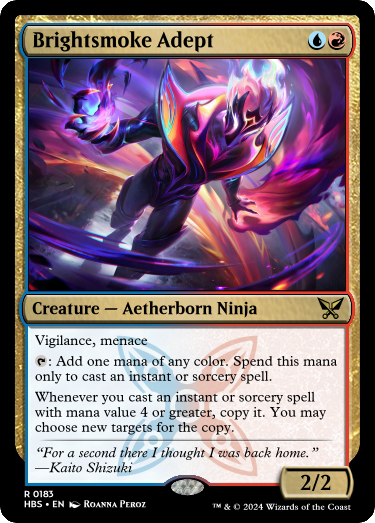 Brightsmoke Adept
Creature — Aetherborn Ninja
Vigilance, menace
: Add one mana of any color. Spend this mana
only to cast an instant or sorcery spell.
Whenever you cast an instant or sorcery spell
with mana value 4 or greater, copy it. You may
choose new targets for the copy.
“For a second there I thought I was back home.”
—Kaito Shizuki
2/2
R 0183
HBS • EN Roanna Peroz
™ & © 2024 Wizards of the Coast